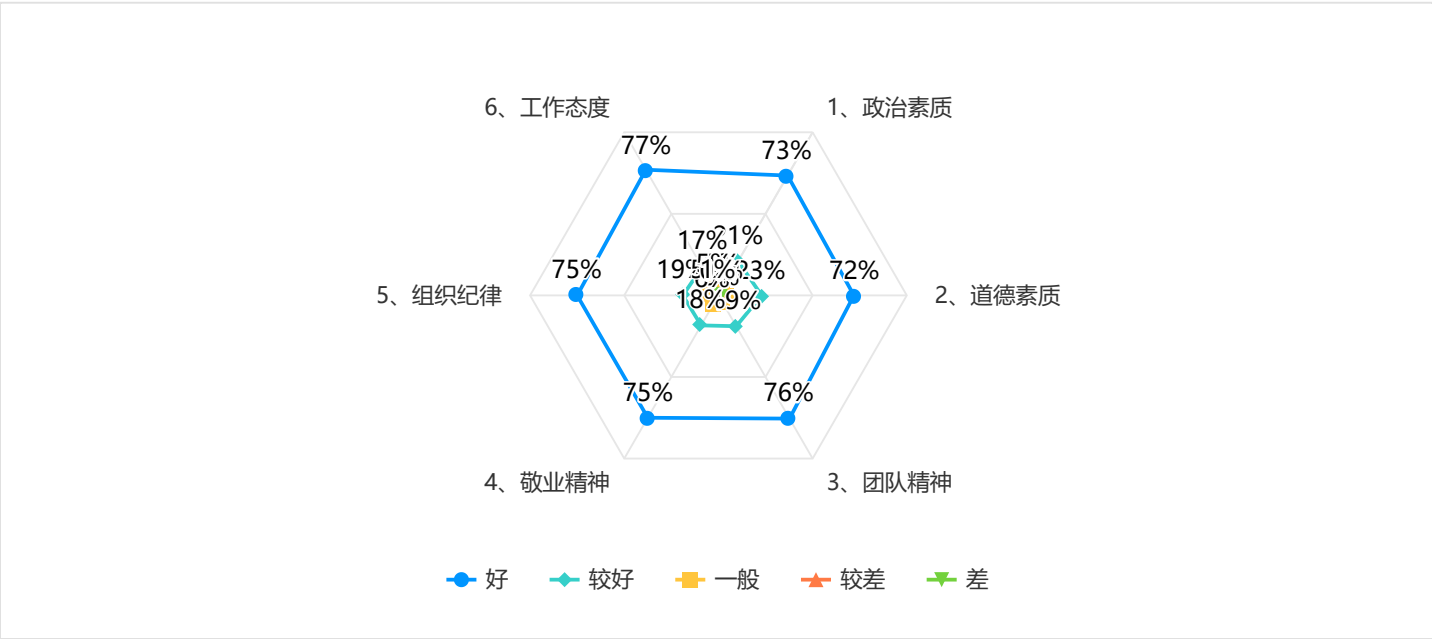 6、工作态度
1、政治素质
77%
73%
17%
21%
75%
19%
1%
23%
72%
5、组织纪律
2、道德素质
18%
9%
75%
76%
4、敬业精神
3、团队精神
好
较好
一般
较差
差